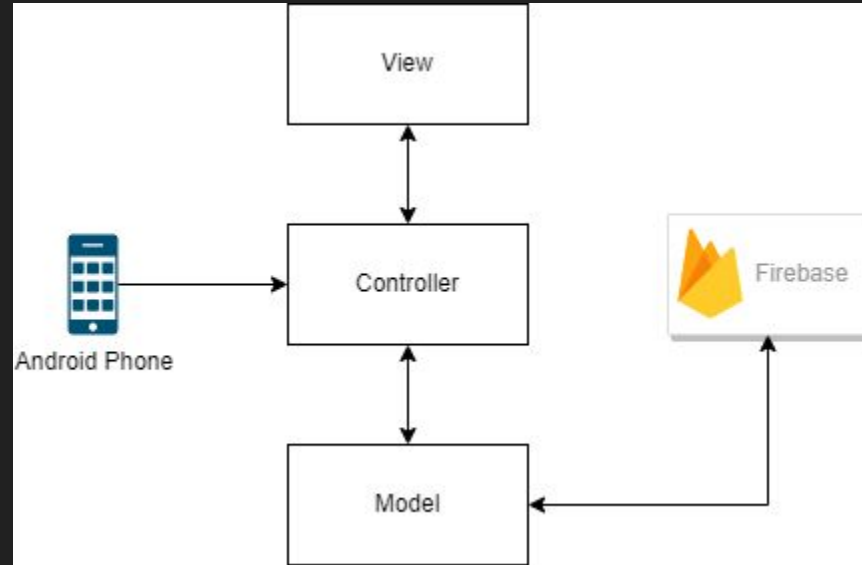 View
Controller
Firebase
Android Phone
Model